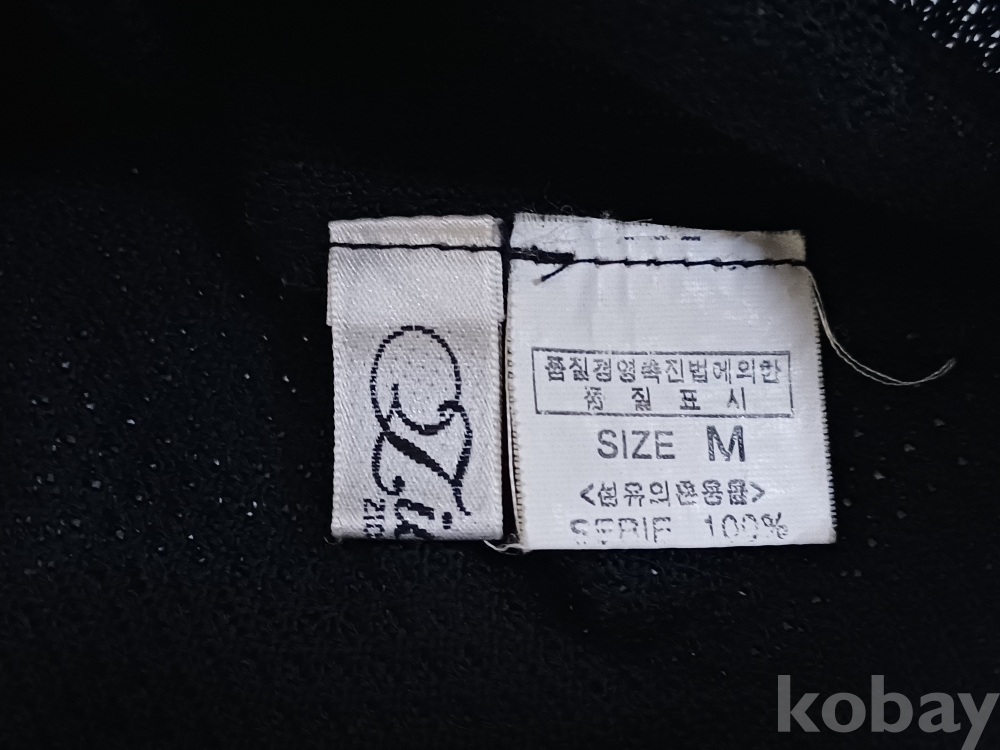 품질경영촉진법에의한
품 질 표 시
SIZE M
<섬유의혼용률>
100%
kobay